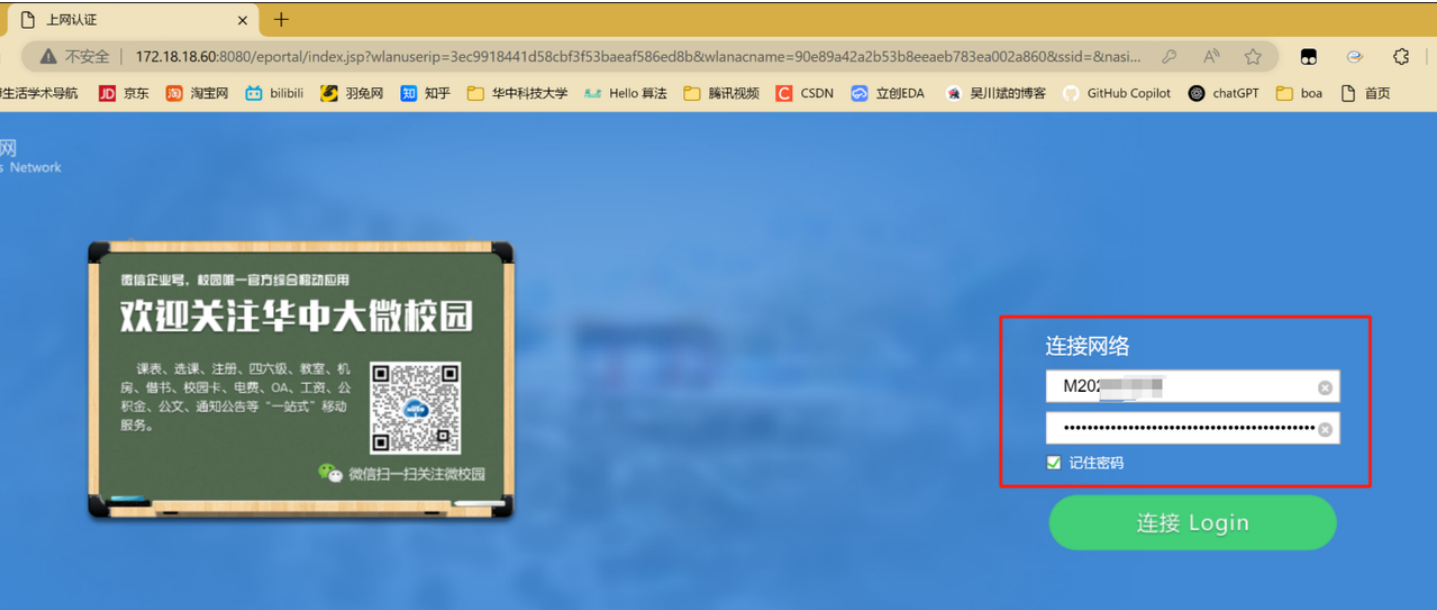 上网认证
不安全 172.18.18.60:8080/eportal/index.jsp?wlanuserip=3ec9918441d58cbf3f53baeaf586ed8b&wlanacname=90e89a42a2b53b8eeaeb783ea002a860&ssid=&nasi...
生活学术导航 京东 淘宝网 bilibili 羽兔网 知乎 华中科技大学 Hello 算法 腾讯视频 CSDN 立创EDA 吴川斌的博客 GitHub Copilot chatGPT boa 首页
网
s Network
微信企业号，校园唯一官方综合移动应用
欢迎关注华中大微校园
课表、选课、注册、四六级、教室、机
房、借书、校园卡、电费、OA、工资、公
积金、公文、通知公告等“一站式”移动
服务。
微信扫一扫关注微校园
连接网络
M202
记住密码
连接 Login